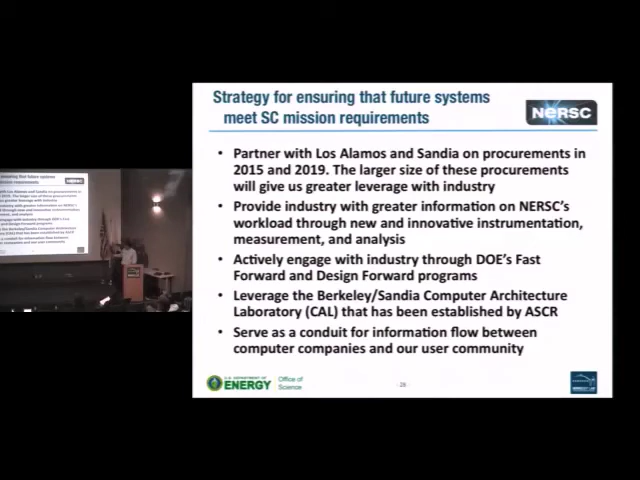 Strategy for ensuring that future systems
meet SC mission requirements
NERSC
• Partner with Los Alamos and Sandia on procurements in
2015 and 2019. The larger size of these procurements
will give us greater leverage with industry
• Provide industry with greater information on NERSC's
workload through new and innovative instrumentation,
measurement, and analysis
• Actively engage with industry through DOE's Fast
Forward and Design Forward programs
• Leverage the Berkeley/Sandia Computer Architecture
Laboratory (CAL) that has been established by ASCR
• Serve as a conduit for information flow between
computer companies and our user community
U.S. DEPARTMENT OF
ENERGY
Office of
Science
- 28 -